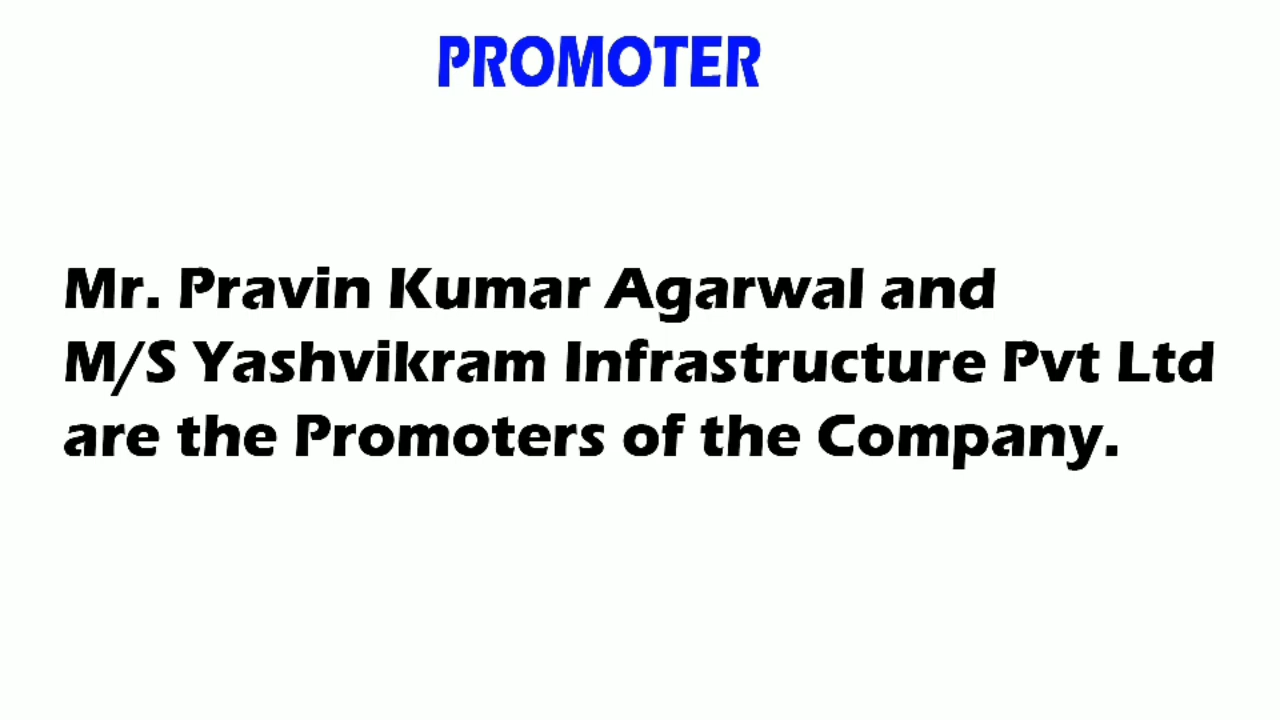 PROMOTER
Mr. Pravin Kumar Agarwal and
M/S Yashvikram Infrastructure Pvt Ltd
are the Promoters of the Company.